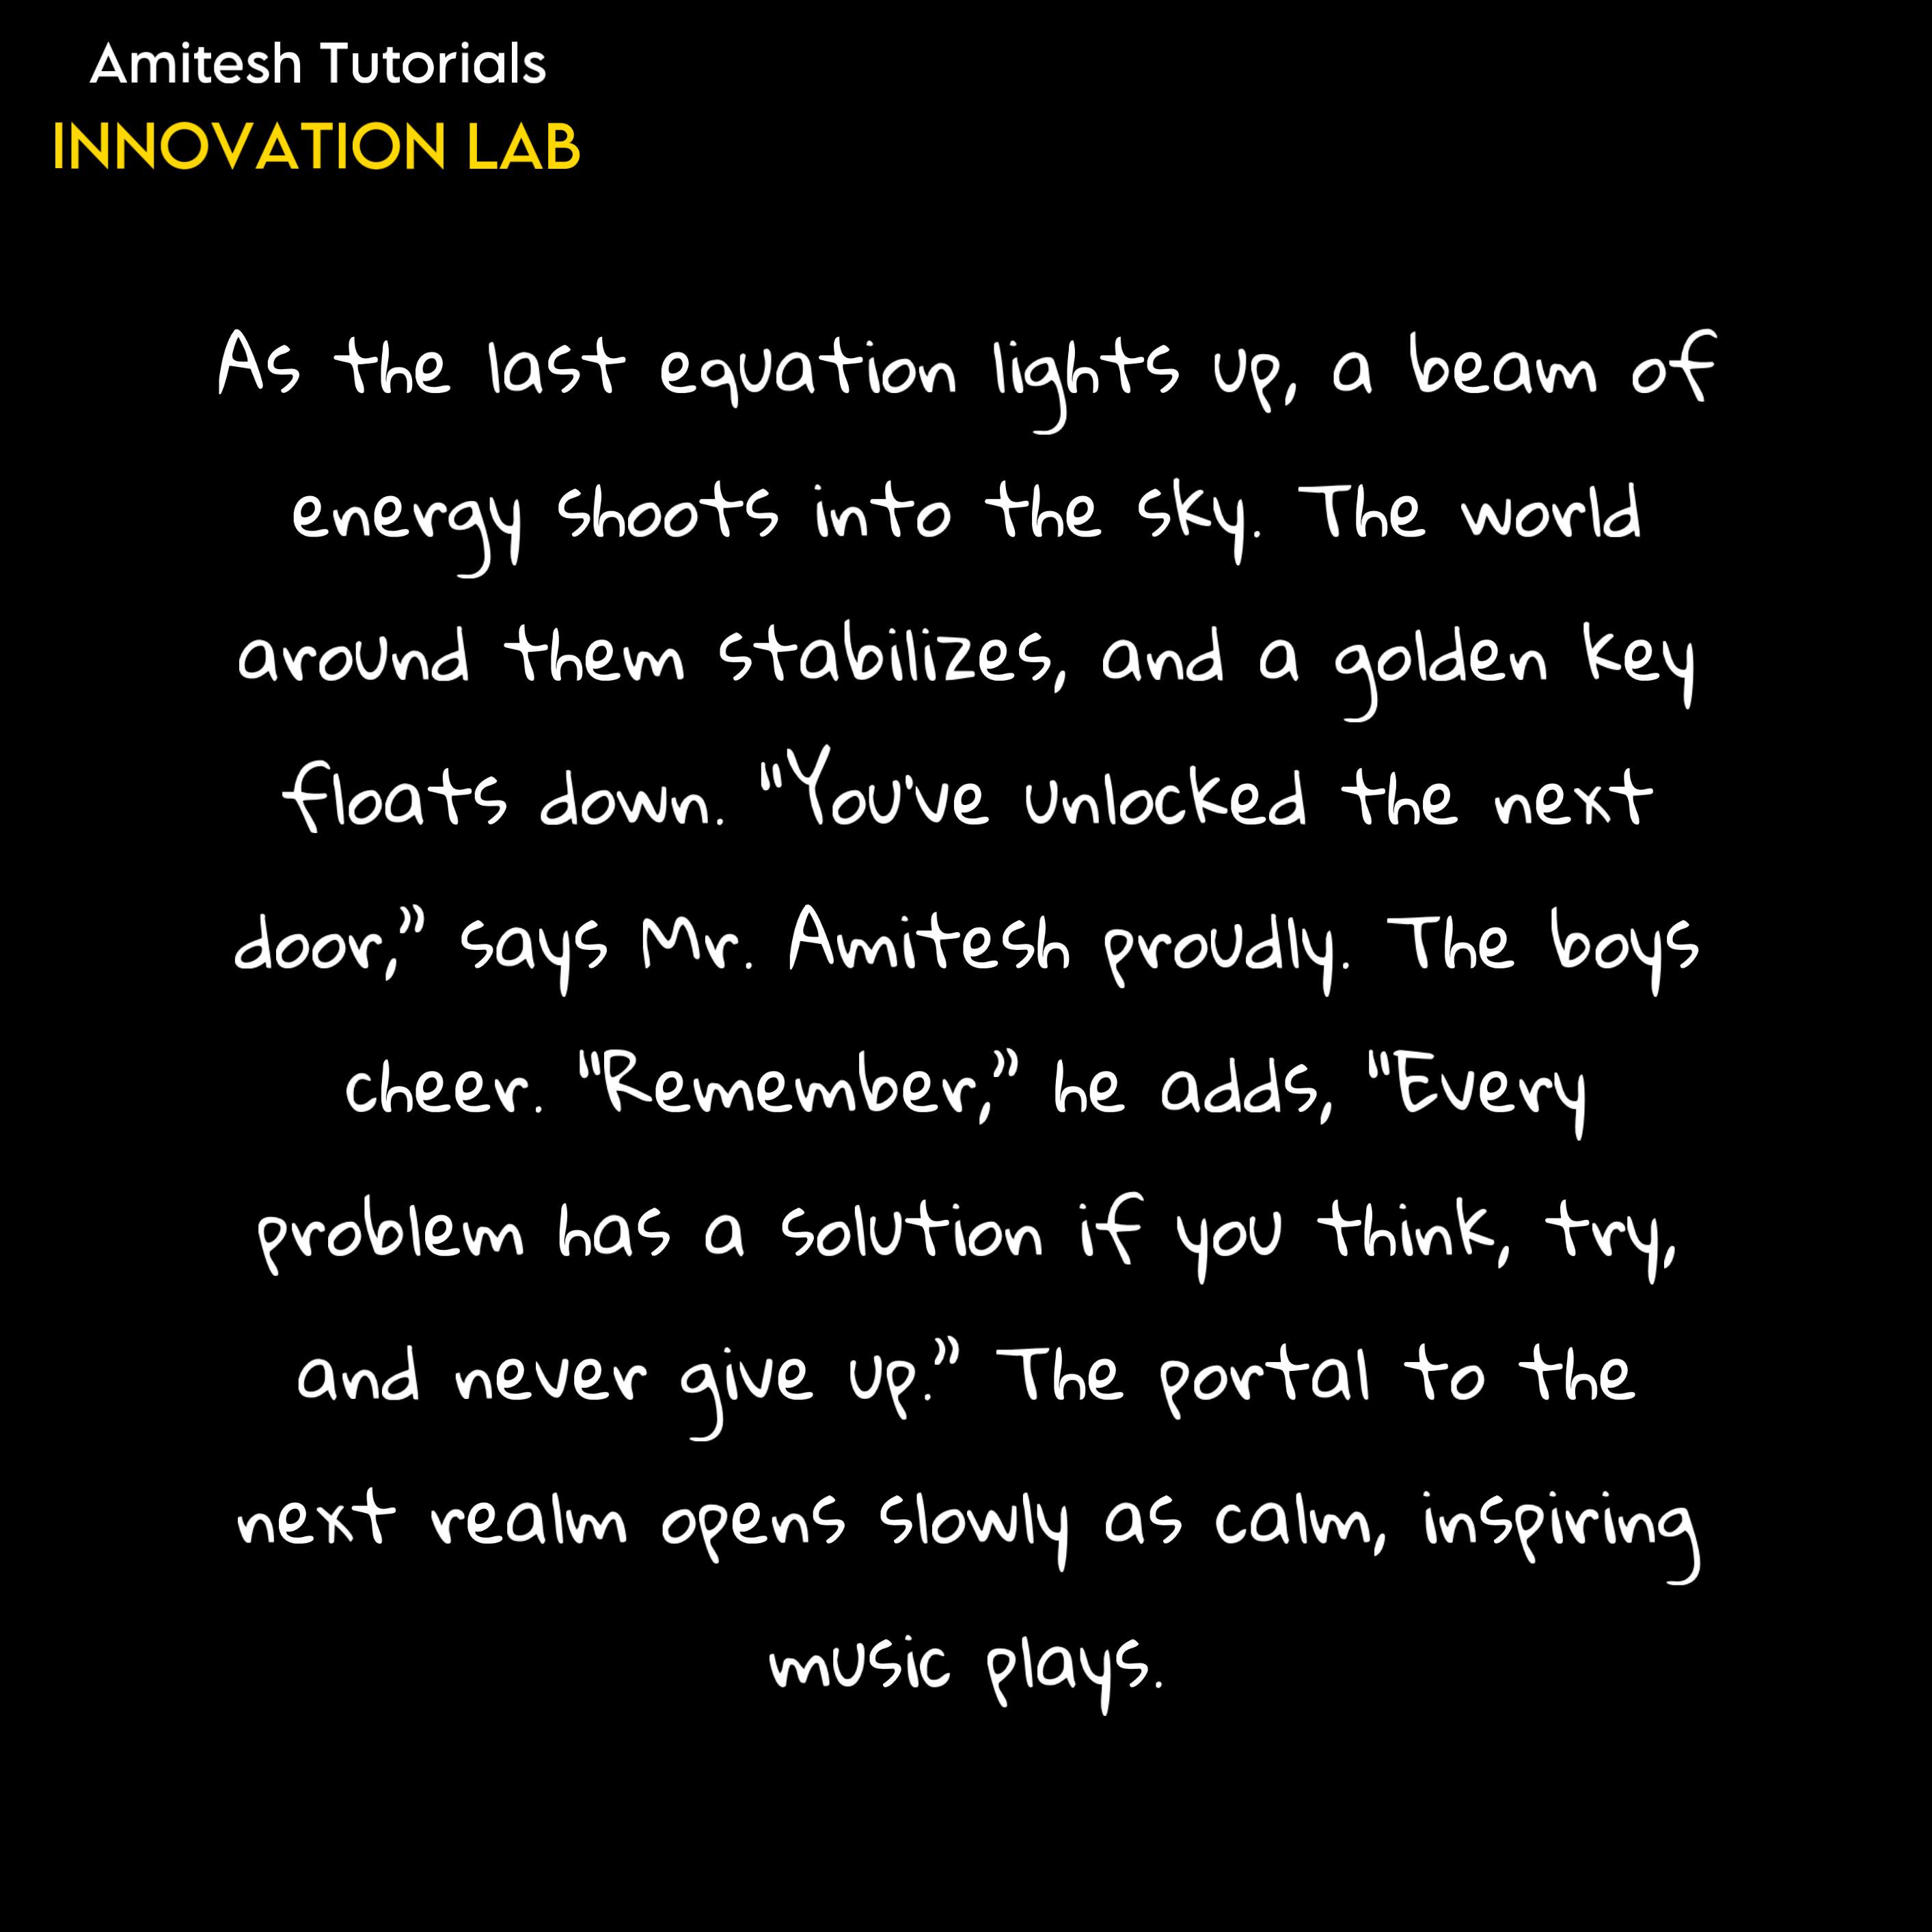 Amitesh Tutorials
INNOVATION LAB
As the last equation lights up, a beam of
energy shoots into the sky. The world
around them stabilizes, and a golden key
floats down. "You've unlocked the next
door,” says Mr. Amitesh proudly. The boys
cheer. "Remember,” he adds, "Every
problem has a solution if you think, try,
and never give up.” The portal to the
next realm opens slowly as calm, inspiring
music plays.